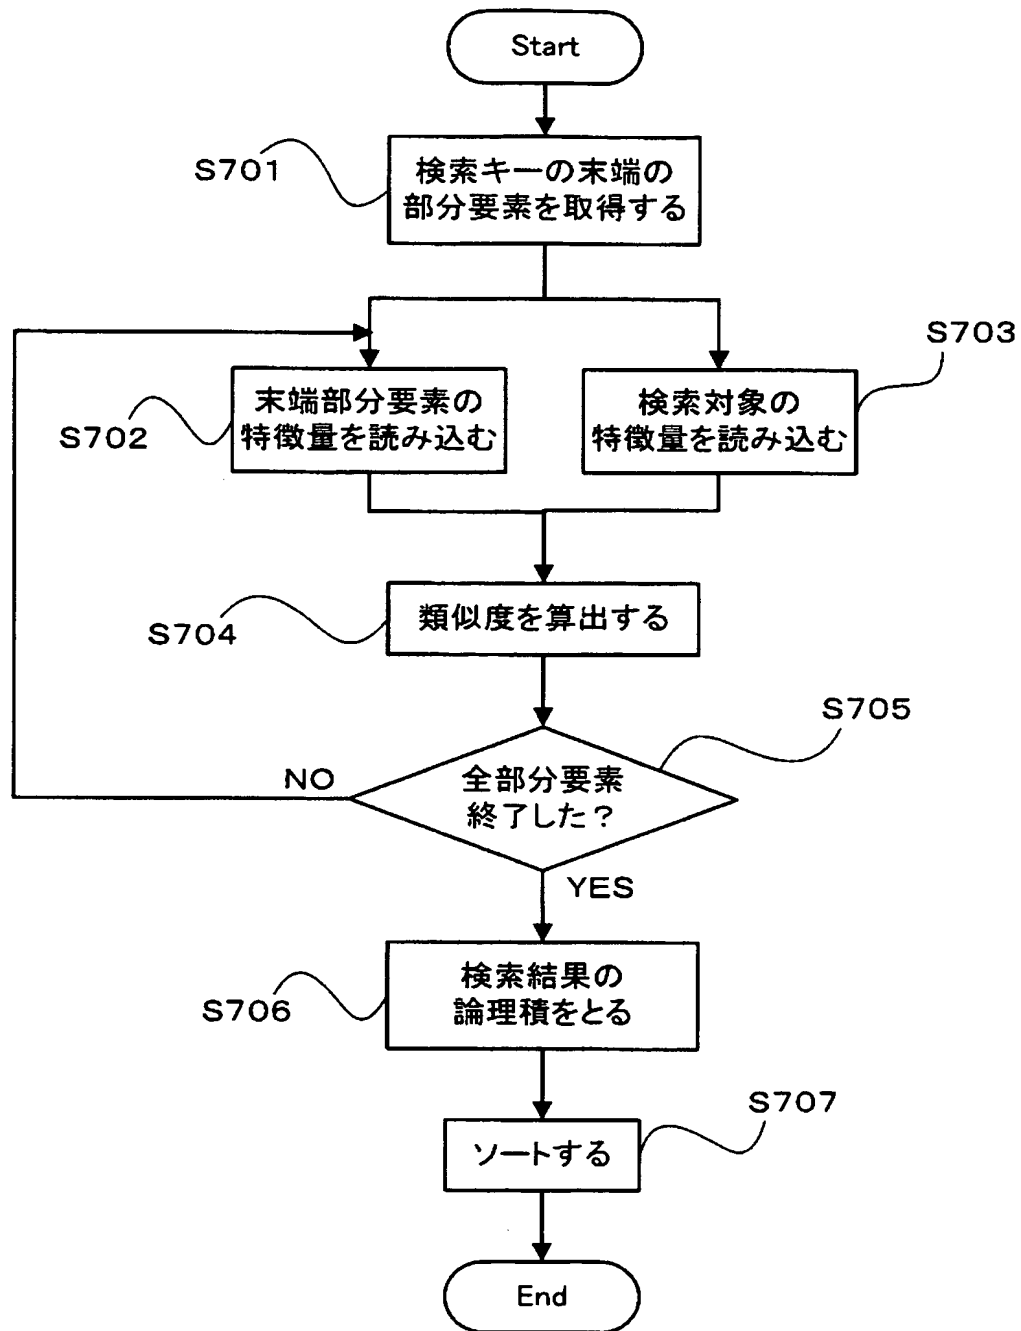 Start
S701
検索キーの末端の
部分要素を取得する
S703
S702
末端部分要素の
特徴量を読み込む
検索対象の
特徴量を読み込む
S704
類似度を算出する
S705
NO
全部分要素
終了した?
YES
S706
検索結果の
論理積をとる
S707
ソートする
End